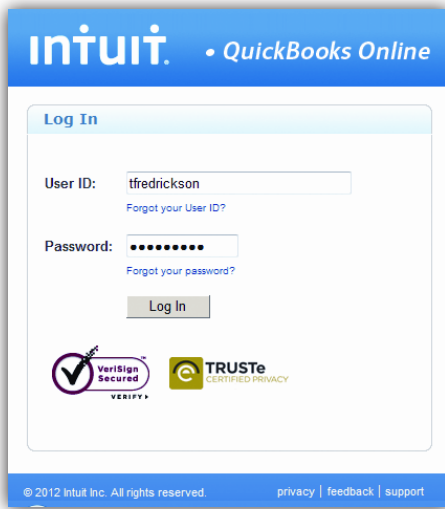 intuit. • QuickBooks Online
Log In
User ID: tfredrickson
Forgot your User ID?
Password: •••••••••
Forgot your password?
Log In
VeriSign™
Secured
VERIFY
TRUSTe
CERTIFIED PRIVACY
© 2012 Intuit Inc. All rights reserved. privacy | feedback | support